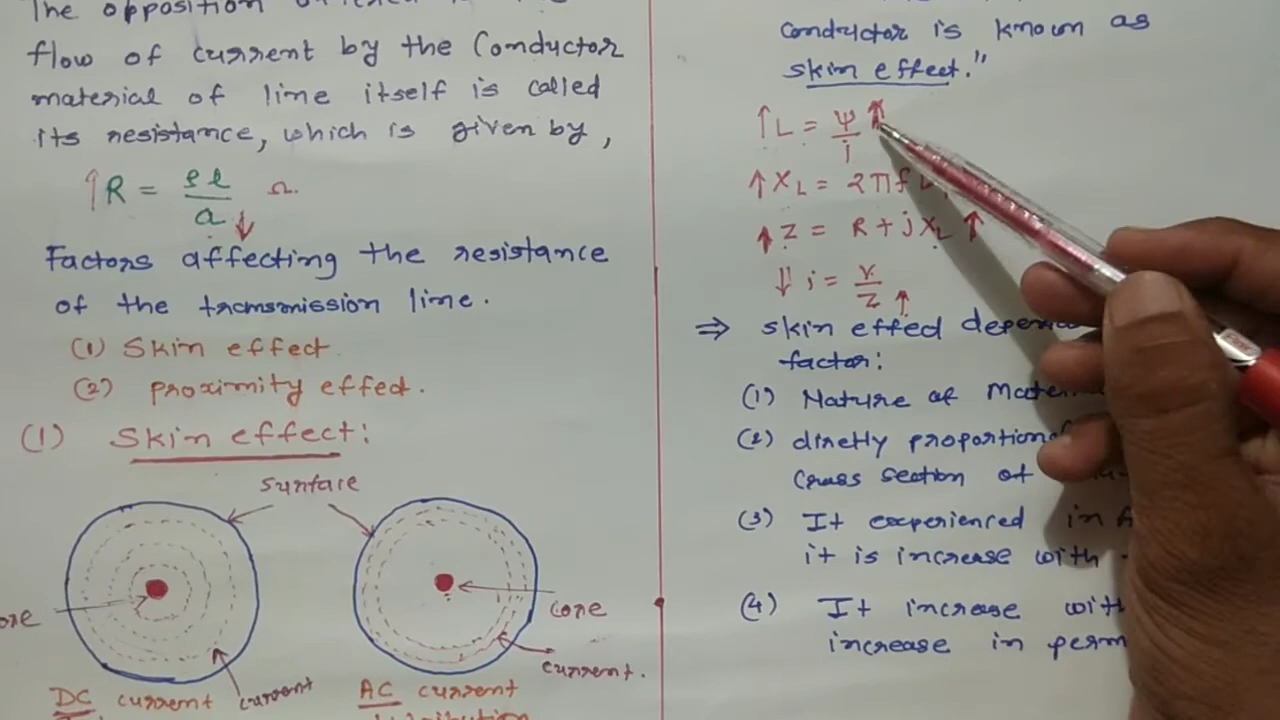 The opposition
flow of current by the Conductor
material of line itself is called
its resistance, which is given by,
↑R = ρl/a↓ Ω.
Factors affecting the resistance
of the transmission line.
(1) Skin effect.
(2) proximity effect.
(1) Skin effect:
surface
core
current
DC current
core
current.
AC current
conductor is known as
skin effect."
↑L = ψ/i ↑
↑XL = 2πf
↑Z = R + jXL ↑
↓i = v/z↑
⇒ skin effed
factor:
(1) Nature of
(2) diretly
cross section of
(3) It experienced in
it is increase with
(4) It increase with
increase in